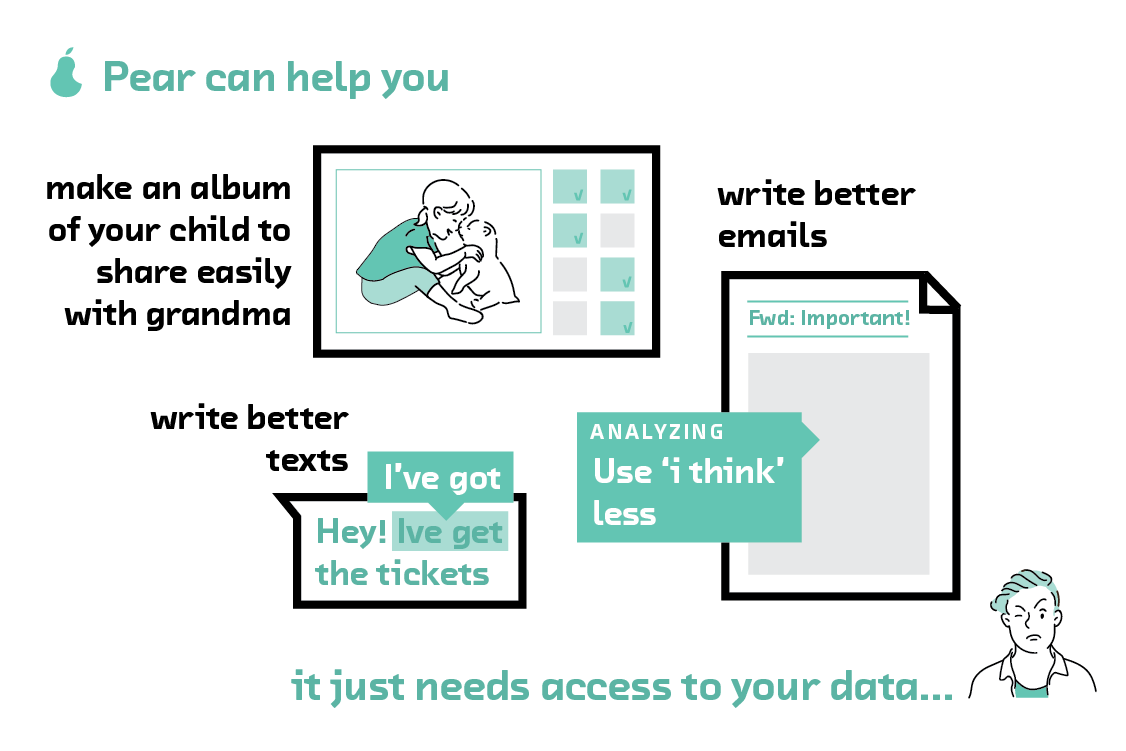 Pear can help you
make an album
of your child to
share easily
with grandma
write better
emails
Fwd: Important!
ANALYZING
Use ‘i think’
less
write better
texts
I’ve got
Hey! Ive get
the tickets
it just needs access to your data...